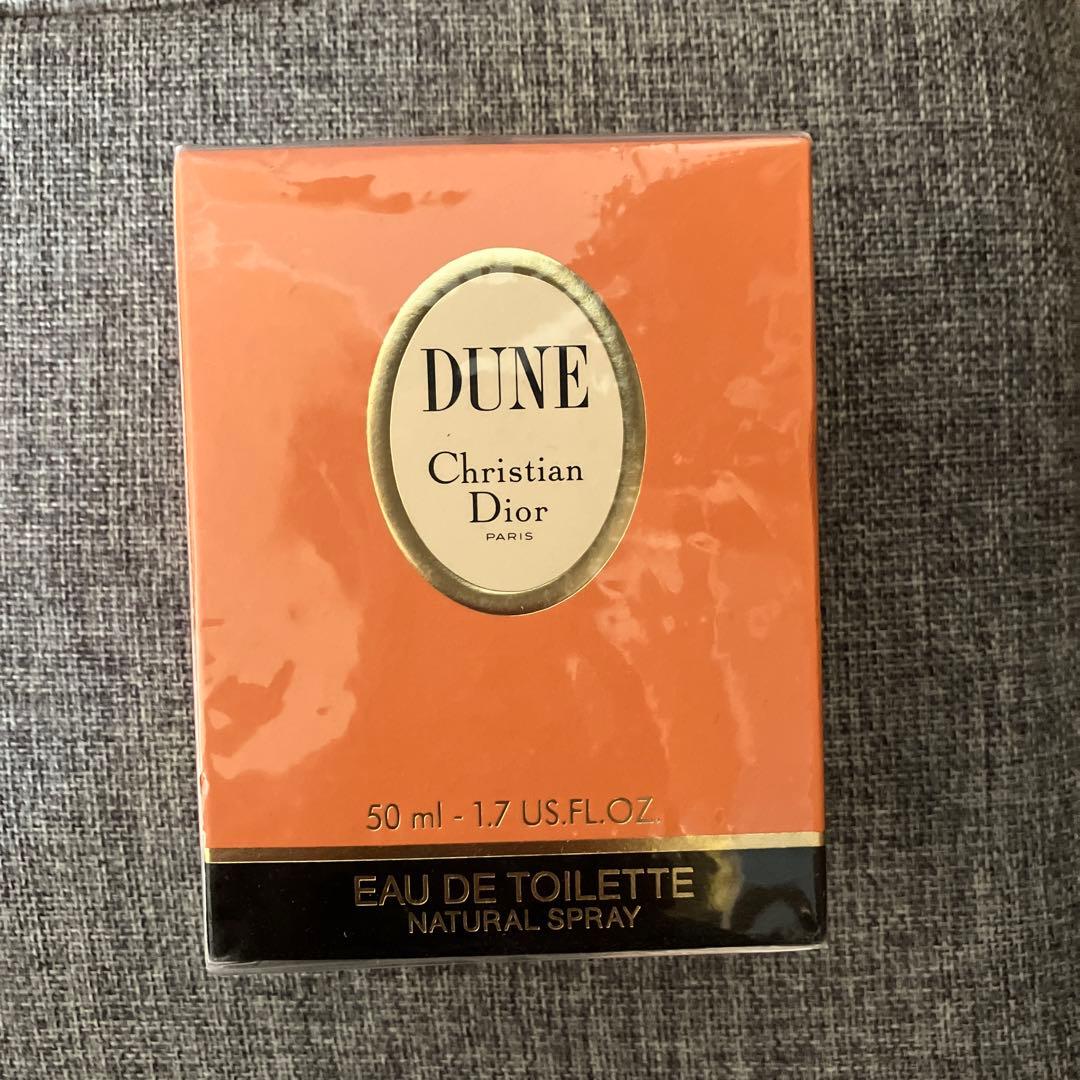 DUNE
Christian
Dior
PARIS
50 ml - 1.7 US.FL.OZ.
EAU DE TOILETTE
NATURAL SPRAY